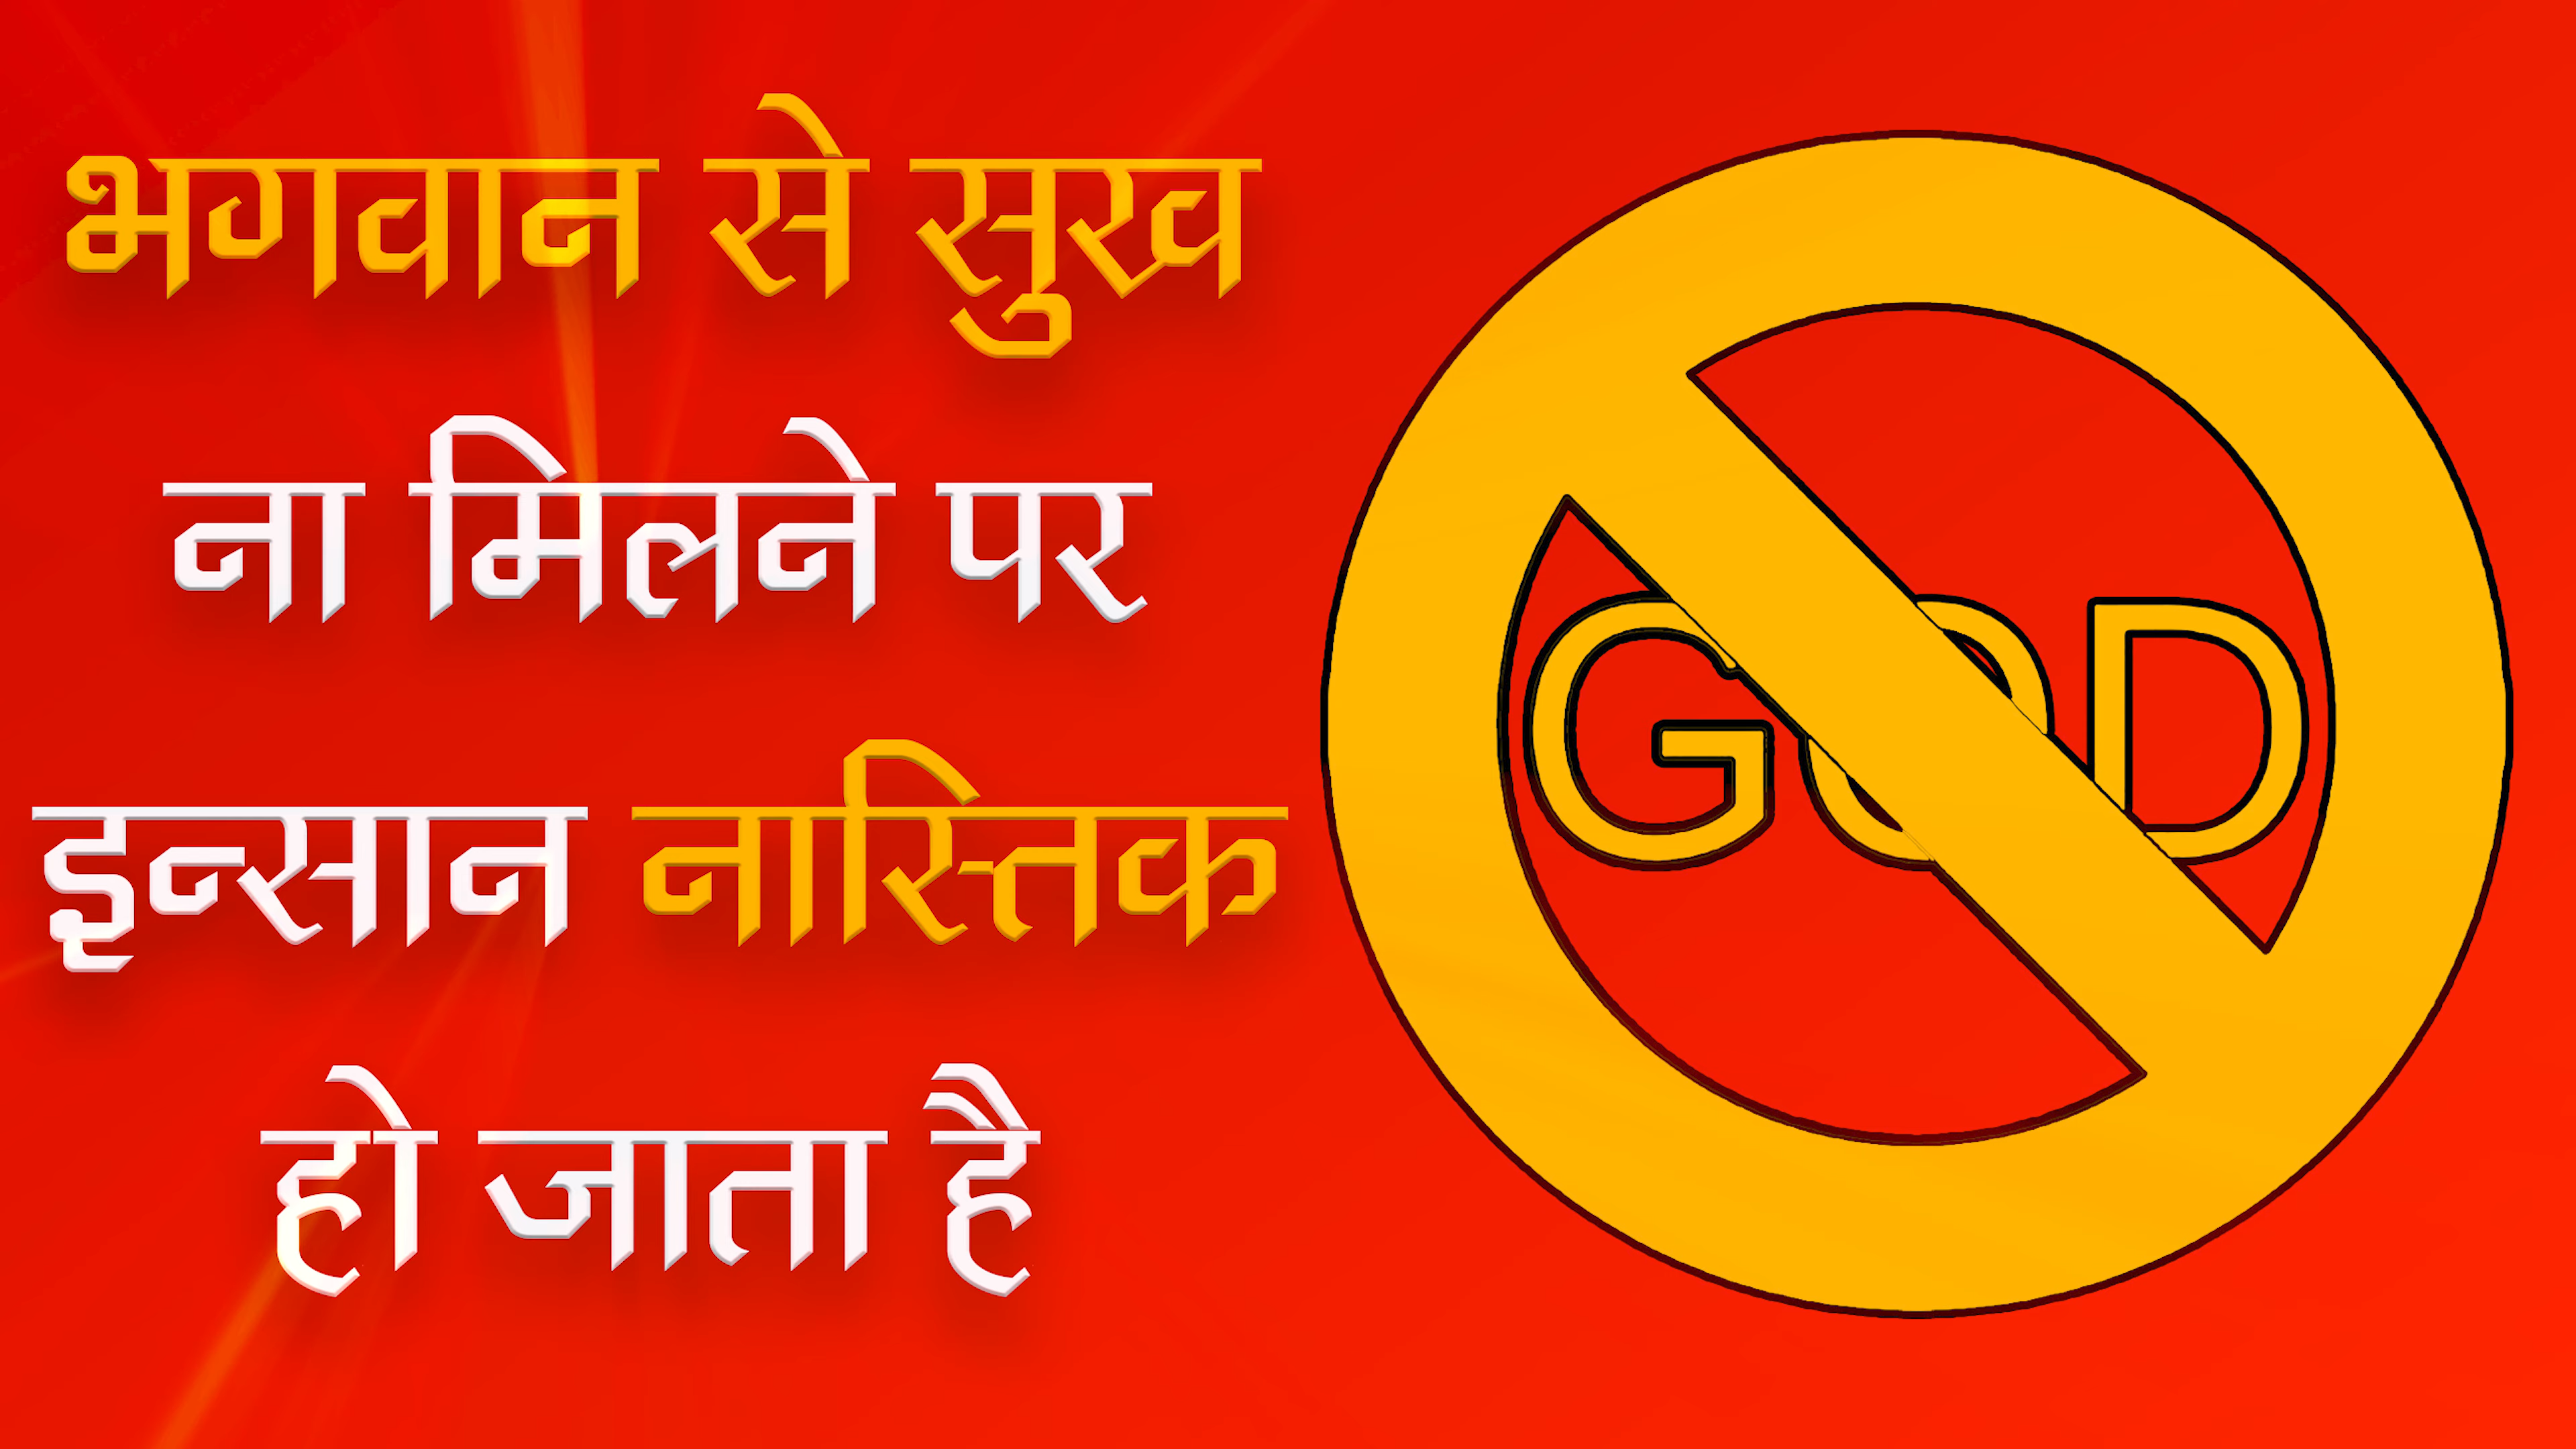 भगवान से सुख
ना मिलने पर
इन्सान नास्तिक
हो जाता है
GOD